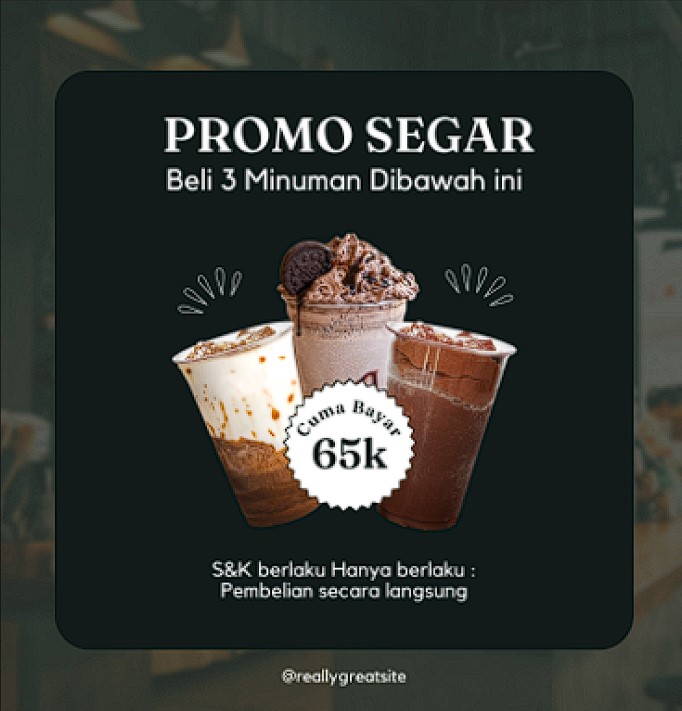 PROMO SEGAR
Beli 3 Minuman Dibawah ini
Cuma Bayar
65k
S&K berlaku Hanya berlaku :
Pembelian secara langsung
@reallygreatsite